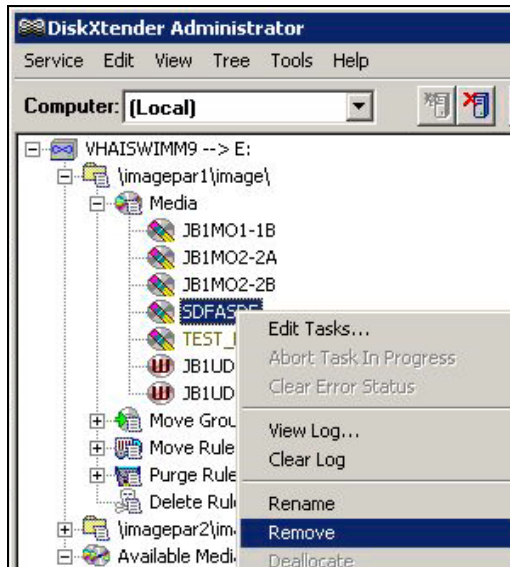 DiskXtender Administrator
Service Edit View Tree Tools Help
Computer: (Local)
VHAISWIMM9 --> E:
\imagepar1\image\
Media
JB1MO1-1B
JB1MO2-2A
JB1MO2-2B
SDFASDF
TEST_
JB1UD
JB1UD
Move Grou
Move Rule
Purge Rule
Delete Rul
\imagepar2\im
Available Medi
Edit Tasks...
Abort Task In Progress
Clear Error Status
View Log...
Clear Log
Rename
Remove
Deallocate